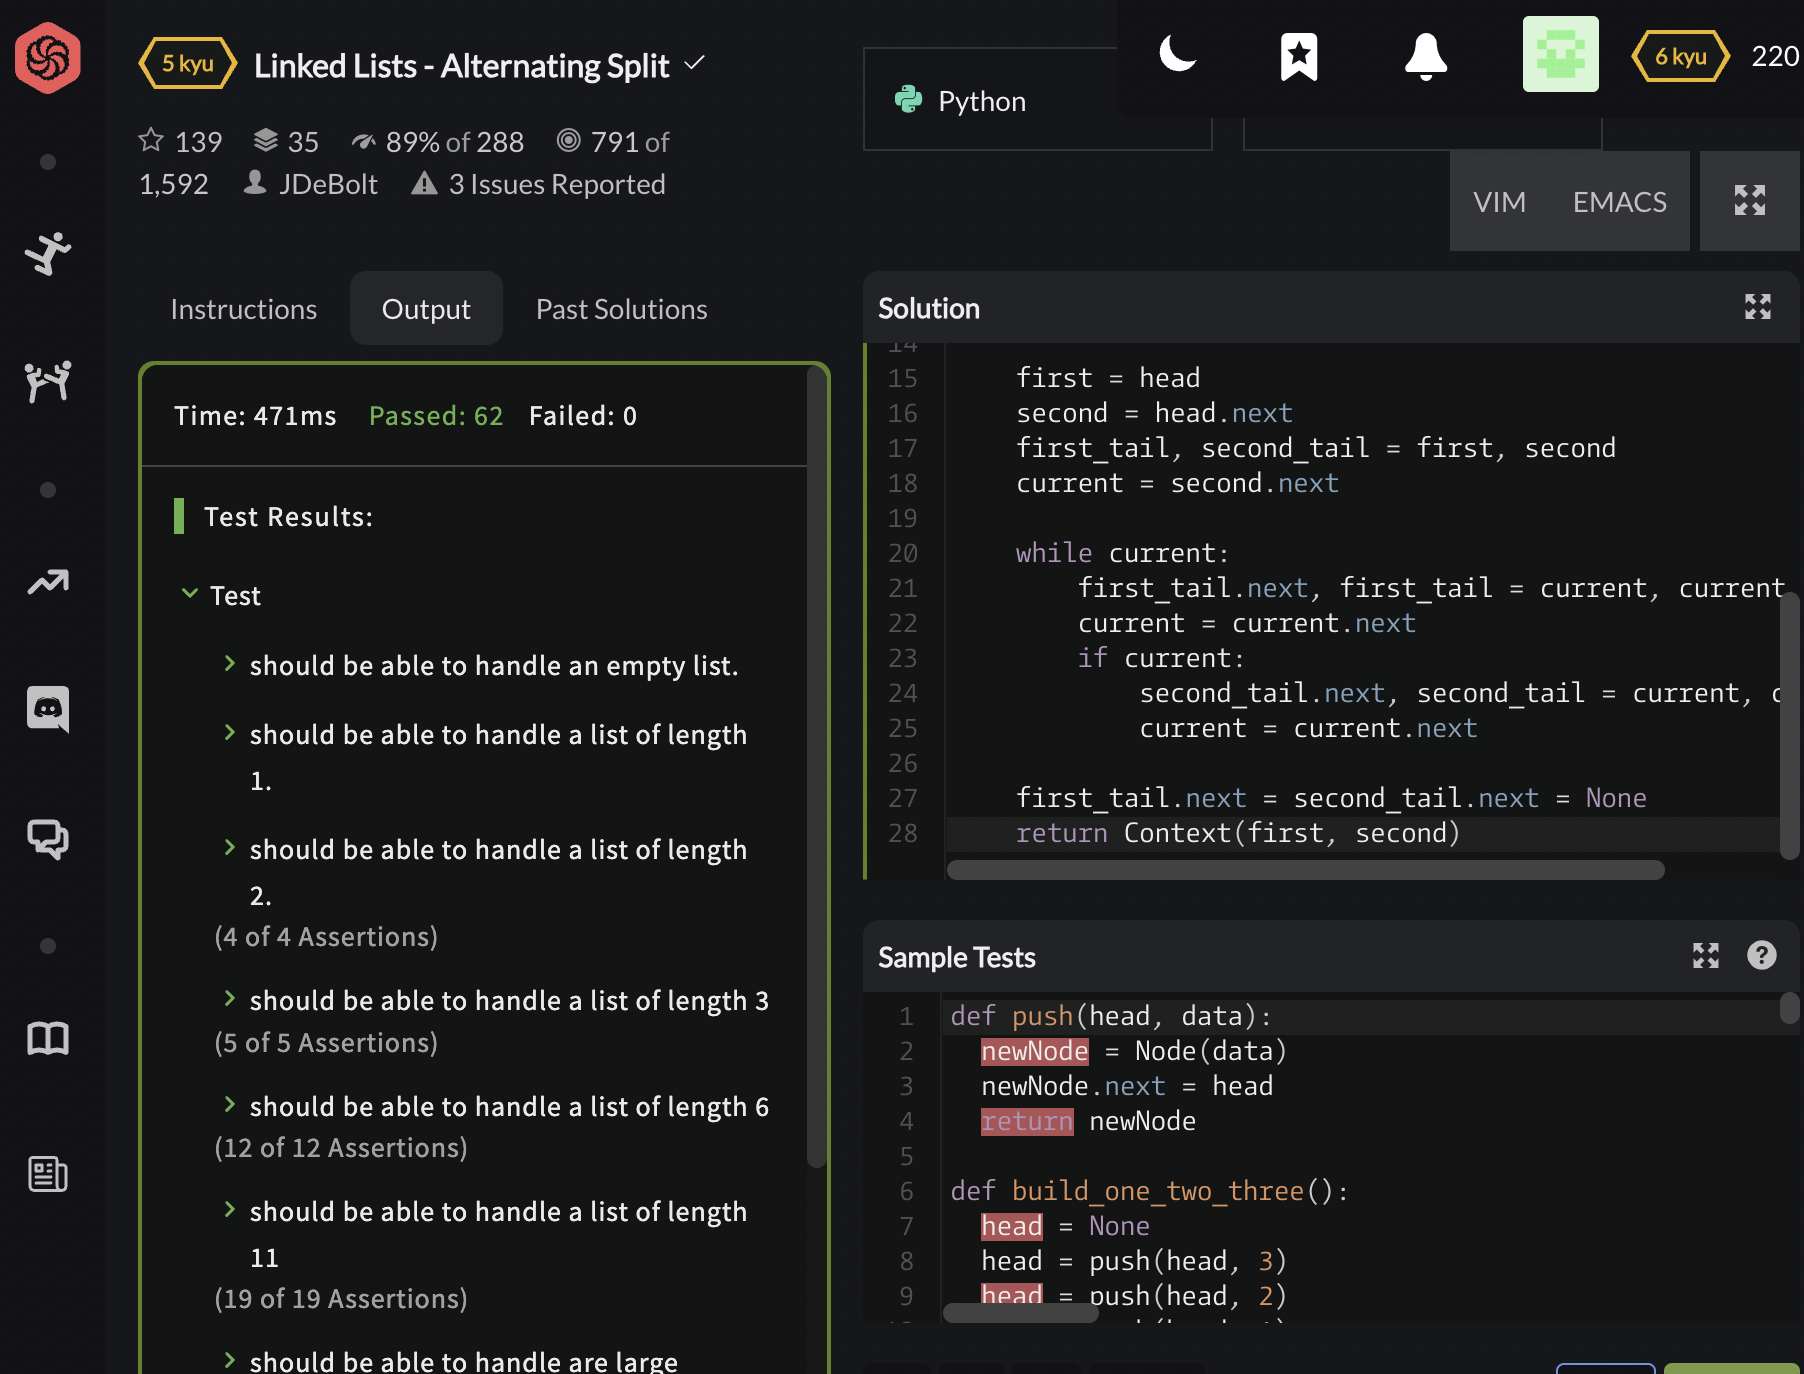 5 kyu Linked Lists - Alternating Split
139 35 89% of 288 791 of
1,592 JDeBolt 3 Issues Reported
6 kyu 220
Python
VIM EMACS
Instructions Output Past Solutions
Time: 471ms Passed: 62 Failed: 0
Test Results:
Test
should be able to handle an empty list.
should be able to handle a list of length
1.
should be able to handle a list of length
2.
(4 of 4 Assertions)
should be able to handle a list of length 3
(5 of 5 Assertions)
should be able to handle a list of length 6
(12 of 12 Assertions)
should be able to handle a list of length
11
(19 of 19 Assertions)
should be able to handle are large
Solution
14
15 first = head
16 second = head.next
17 first_tail, second_tail = first, second
18 current = second.next
19
20 while current:
21 first_tail.next, first_tail = current, current
22 current = current.next
23 if current:
24 second_tail.next, second_tail = current, c
25 current = current.next
26
27 first_tail.next = second_tail.next = None
28 return Context(first, second)
Sample Tests
1 def push(head, data):
2 newNode = Node(data)
3 newNode.next = head
4 return newNode
5
6 def build_one_two_three():
7 head = None
8 head = push(head, 3)
9 head = push(head, 2)